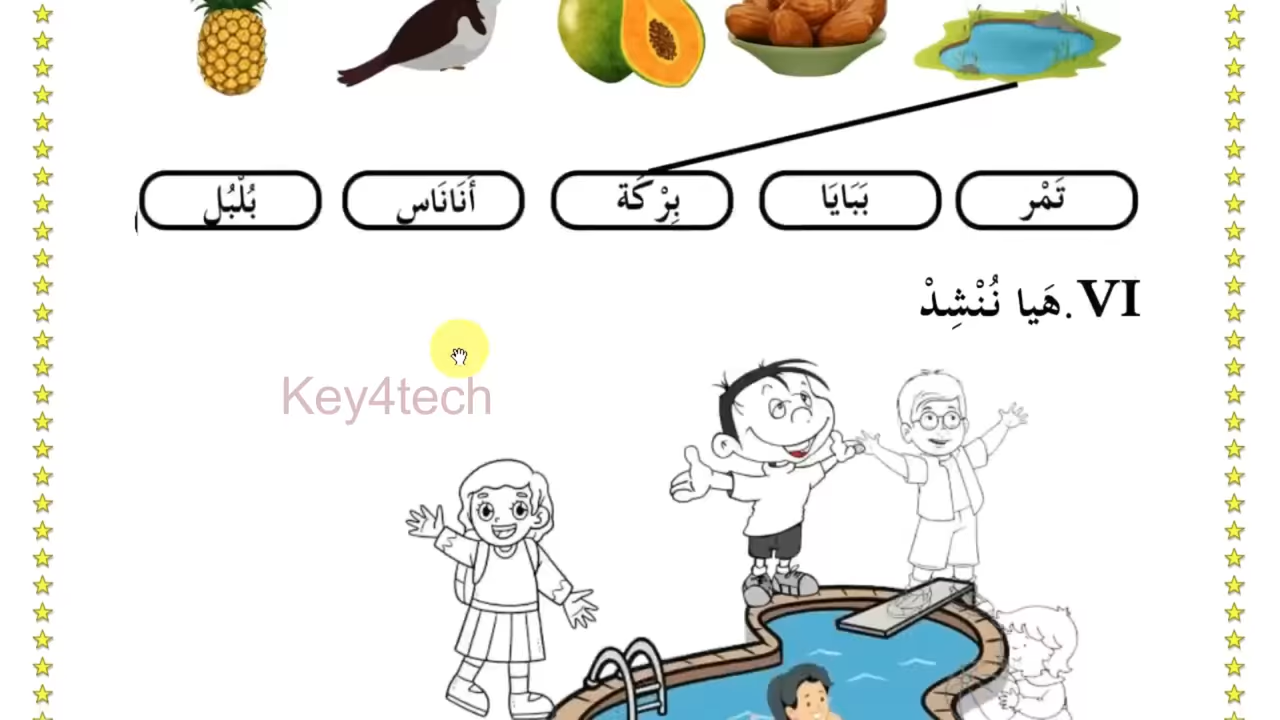 تَمْر
بَبَايَا
بِرْكَة
أَنَانَاس
بُلْبُل
VI.هَيا نُنْشِدْ
Key4tech